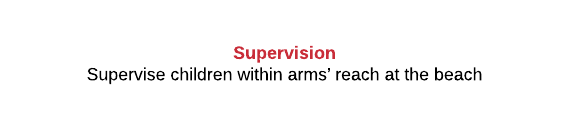 Supervision
Supervise children within arms’ reach at the beach